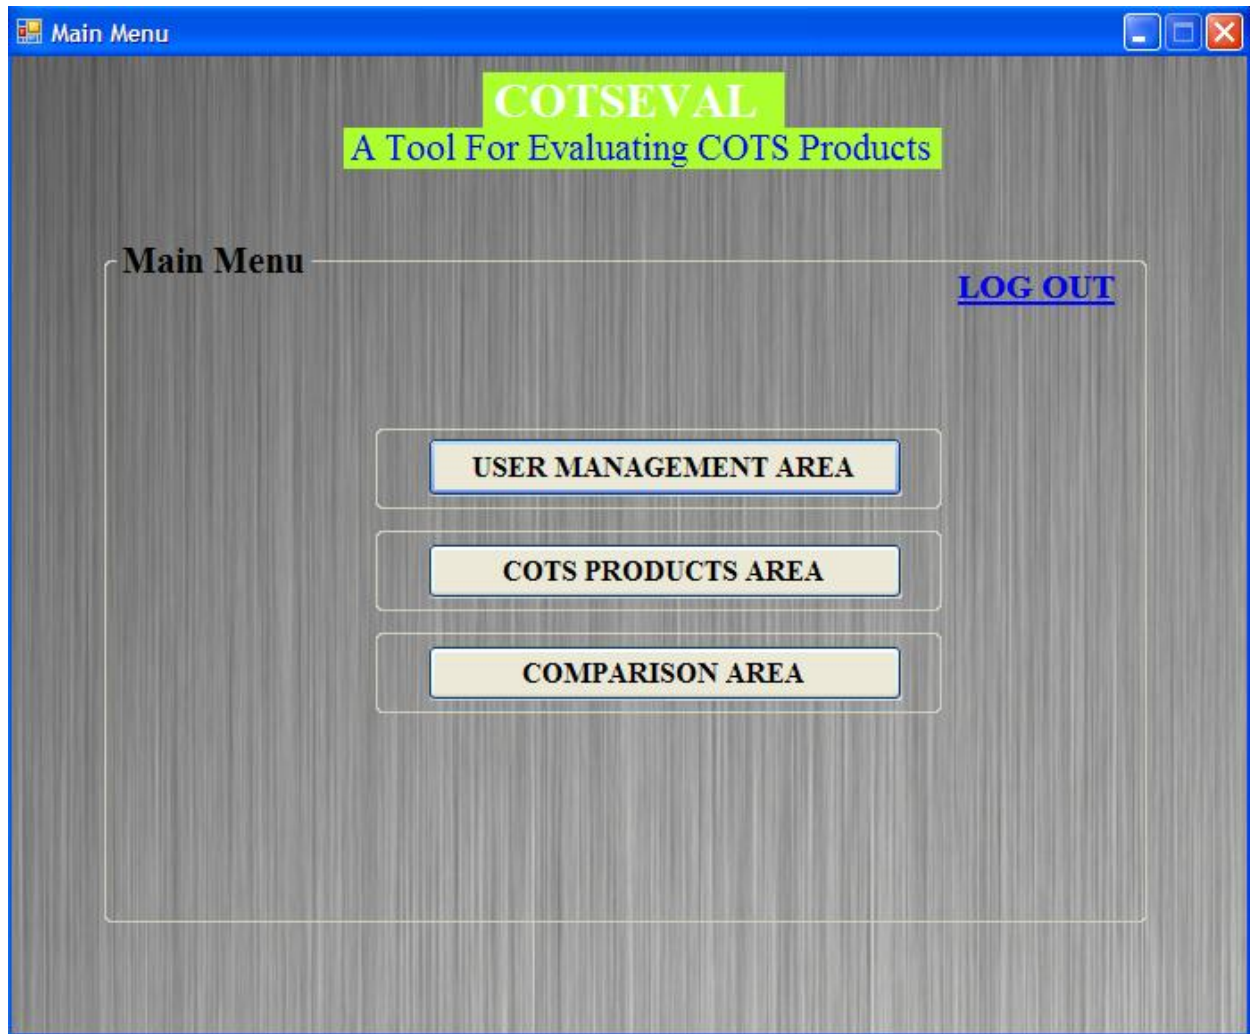 Main Menu
COTSEVAL
A Tool For Evaluating COTS Products
Main Menu
LOG OUT
USER MANAGEMENT AREA
COTS PRODUCTS AREA
COMPARISON AREA